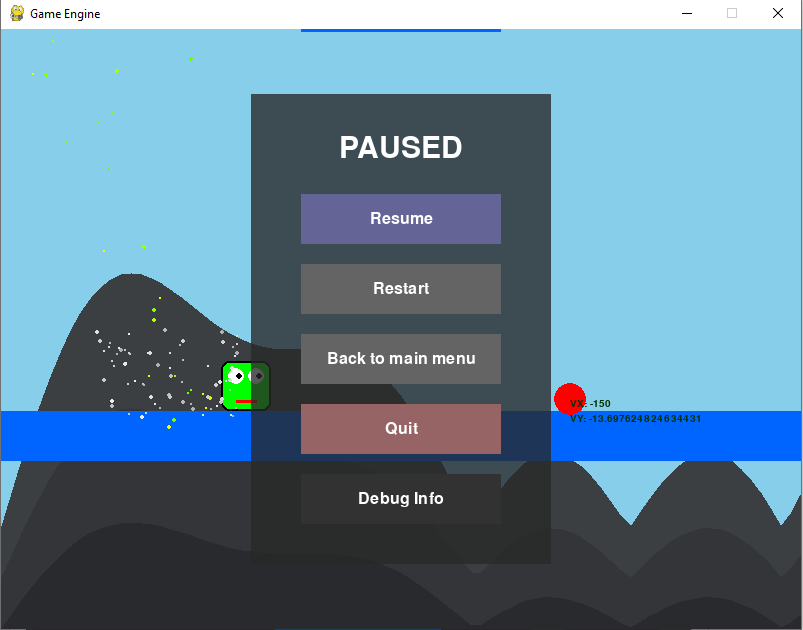 Game Engine
PAUSED
Resume
Restart
Back to main menu
VX: -150
VY: -13.697624824634431
Quit
Debug Info